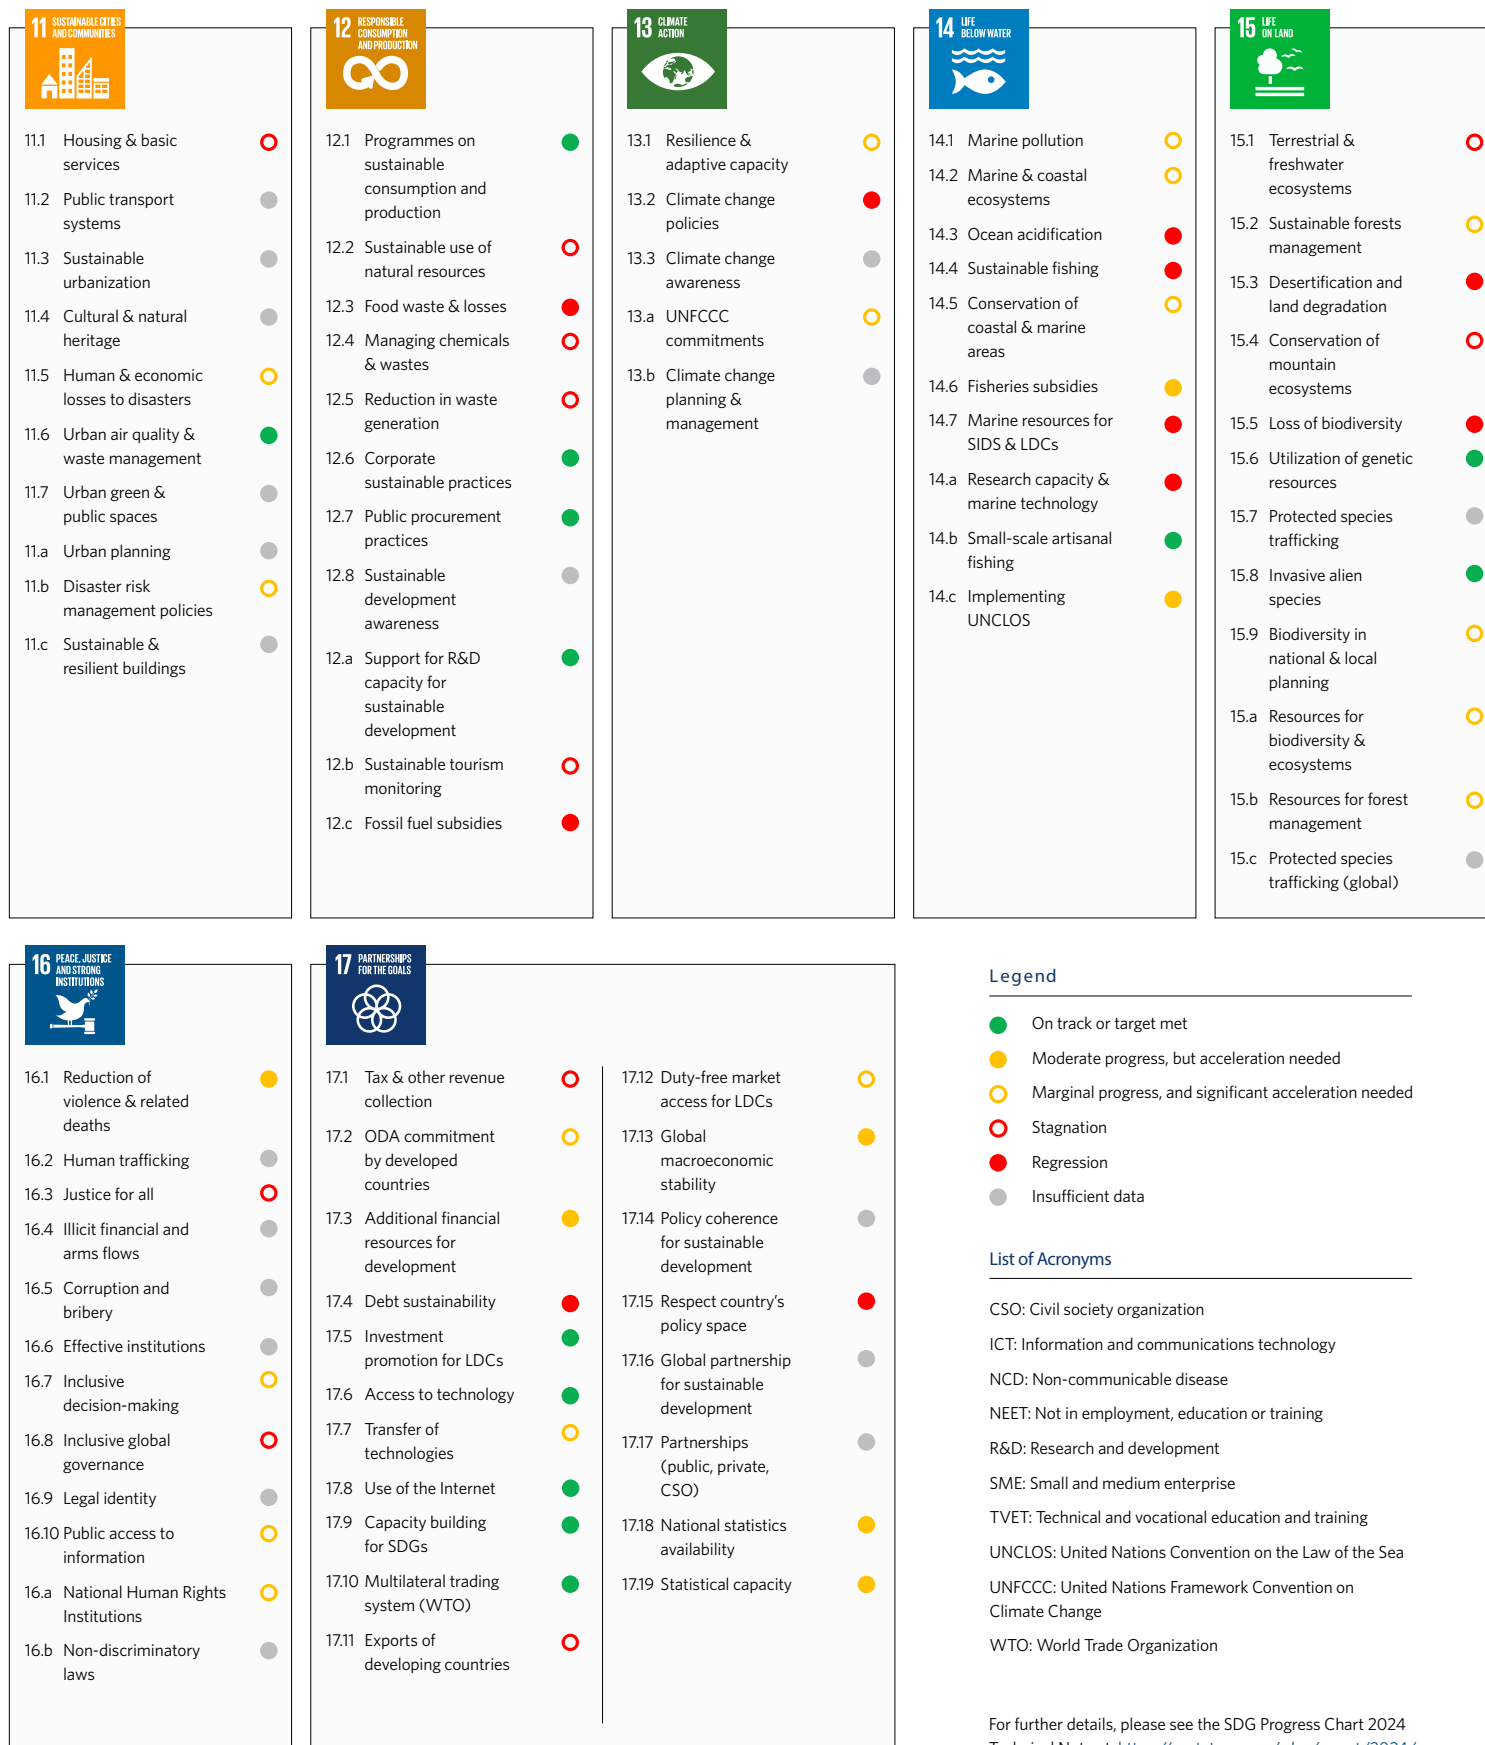 11 SUSTAINABLE CITIES
AND COMMUNITIES
11.1 Housing & basic
services
11.2 Public transport
systems
11.3 Sustainable
urbanization
11.4 Cultural & natural
heritage
11.5 Human & economic
losses to disasters
11.6 Urban air quality &
waste management
11.7 Urban green &
public spaces
11.a Urban planning
11.b Disaster risk
management policies
11.c Sustainable &
resilient buildings
12 RESPONSIBLE
CONSUMPTION
AND PRODUCTION
12.1 Programmes on
sustainable
consumption and
production
12.2 Sustainable use of
natural resources
12.3 Food waste & losses
12.4 Managing chemicals
& wastes
12.5 Reduction in waste
generation
12.6 Corporate
sustainable practices
12.7 Public procurement
practices
12.8 Sustainable
development
awareness
12.a Support for R&D
capacity for
sustainable
development
12.b Sustainable tourism
monitoring
12.c Fossil fuel subsidies
13 CLIMATE
ACTION
13.1 Resilience &
adaptive capacity
13.2 Climate change
policies
13.3 Climate change
awareness
13.a UNFCCC
commitments
13.b Climate change
planning &
management
14 LIFE
BELOW WATER
14.1 Marine pollution
14.2 Marine & coastal
ecosystems
14.3 Ocean acidification
14.4 Sustainable fishing
14.5 Conservation of
coastal & marine
areas
14.6 Fisheries subsidies
14.7 Marine resources for
SIDS & LDCs
14.a Research capacity &
marine technology
14.b Small-scale artisanal
fishing
14.c Implementing
UNCLOS
15 LIFE
ON LAND
15.1 Terrestrial &
freshwater
ecosystems
15.2 Sustainable forests
management
15.3 Desertification and
land degradation
15.4 Conservation of
mountain
ecosystems
15.5 Loss of biodiversity
15.6 Utilization of genetic
resources
15.7 Protected species
trafficking
15.8 Invasive alien
species
15.9 Biodiversity in
national & local
planning
15.a Resources for
biodiversity &
ecosystems
15.b Resources for forest
management
15.c Protected species
trafficking (global)
16 PEACE, JUSTICE
AND STRONG
INSTITUTIONS
16.1 Reduction of
violence & related
deaths
16.2 Human trafficking
16.3 Justice for all
16.4 Illicit financial and
arms flows
16.5 Corruption and
bribery
16.6 Effective institutions
16.7 Inclusive
decision-making
16.8 Inclusive global
governance
16.9 Legal identity
16.10 Public access to
information
16.a National Human Rights
Institutions
16.b Non-discriminatory
laws
17 PARTNERSHIPS
FOR THE GOALS
17.1 Tax & other revenue
collection
17.2 ODA commitment
by developed
countries
17.3 Additional financial
resources for
development
17.4 Debt sustainability
17.5 Investment
promotion for LDCs
17.6 Access to technology
17.7 Transfer of
technologies
17.8 Use of the Internet
17.9 Capacity building
for SDGs
17.10 Multilateral trading
system (WTO)
17.11 Exports of
developing countries
17.12 Duty-free market
access for LDCs
17.13 Global
macroeconomic
stability
17.14 Policy coherence
for sustainable
development
17.15 Respect country's
policy space
17.16 Global partnership
for sustainable
development
17.17 Partnerships
(public, private,
CSO)
17.18 National statistics
availability
17.19 Statistical capacity
Legend
On track or target met
Moderate progress, but acceleration needed
Marginal progress, and significant acceleration needed
Stagnation
Regression
Insufficient data
List of Acronyms
CSO: Civil society organization
ICT: Information and communications technology
NCD: Non-communicable disease
NEET: Not in employment, education or training
R&D: Research and development
SME: Small and medium enterprise
TVET: Technical and vocational education and training
UNCLOS: United Nations Convention on the Law of the Sea
UNFCCC: United Nations Framework Convention on
Climate Change
WTO: World Trade Organization
For further details, please see the SDG Progress Chart 2024